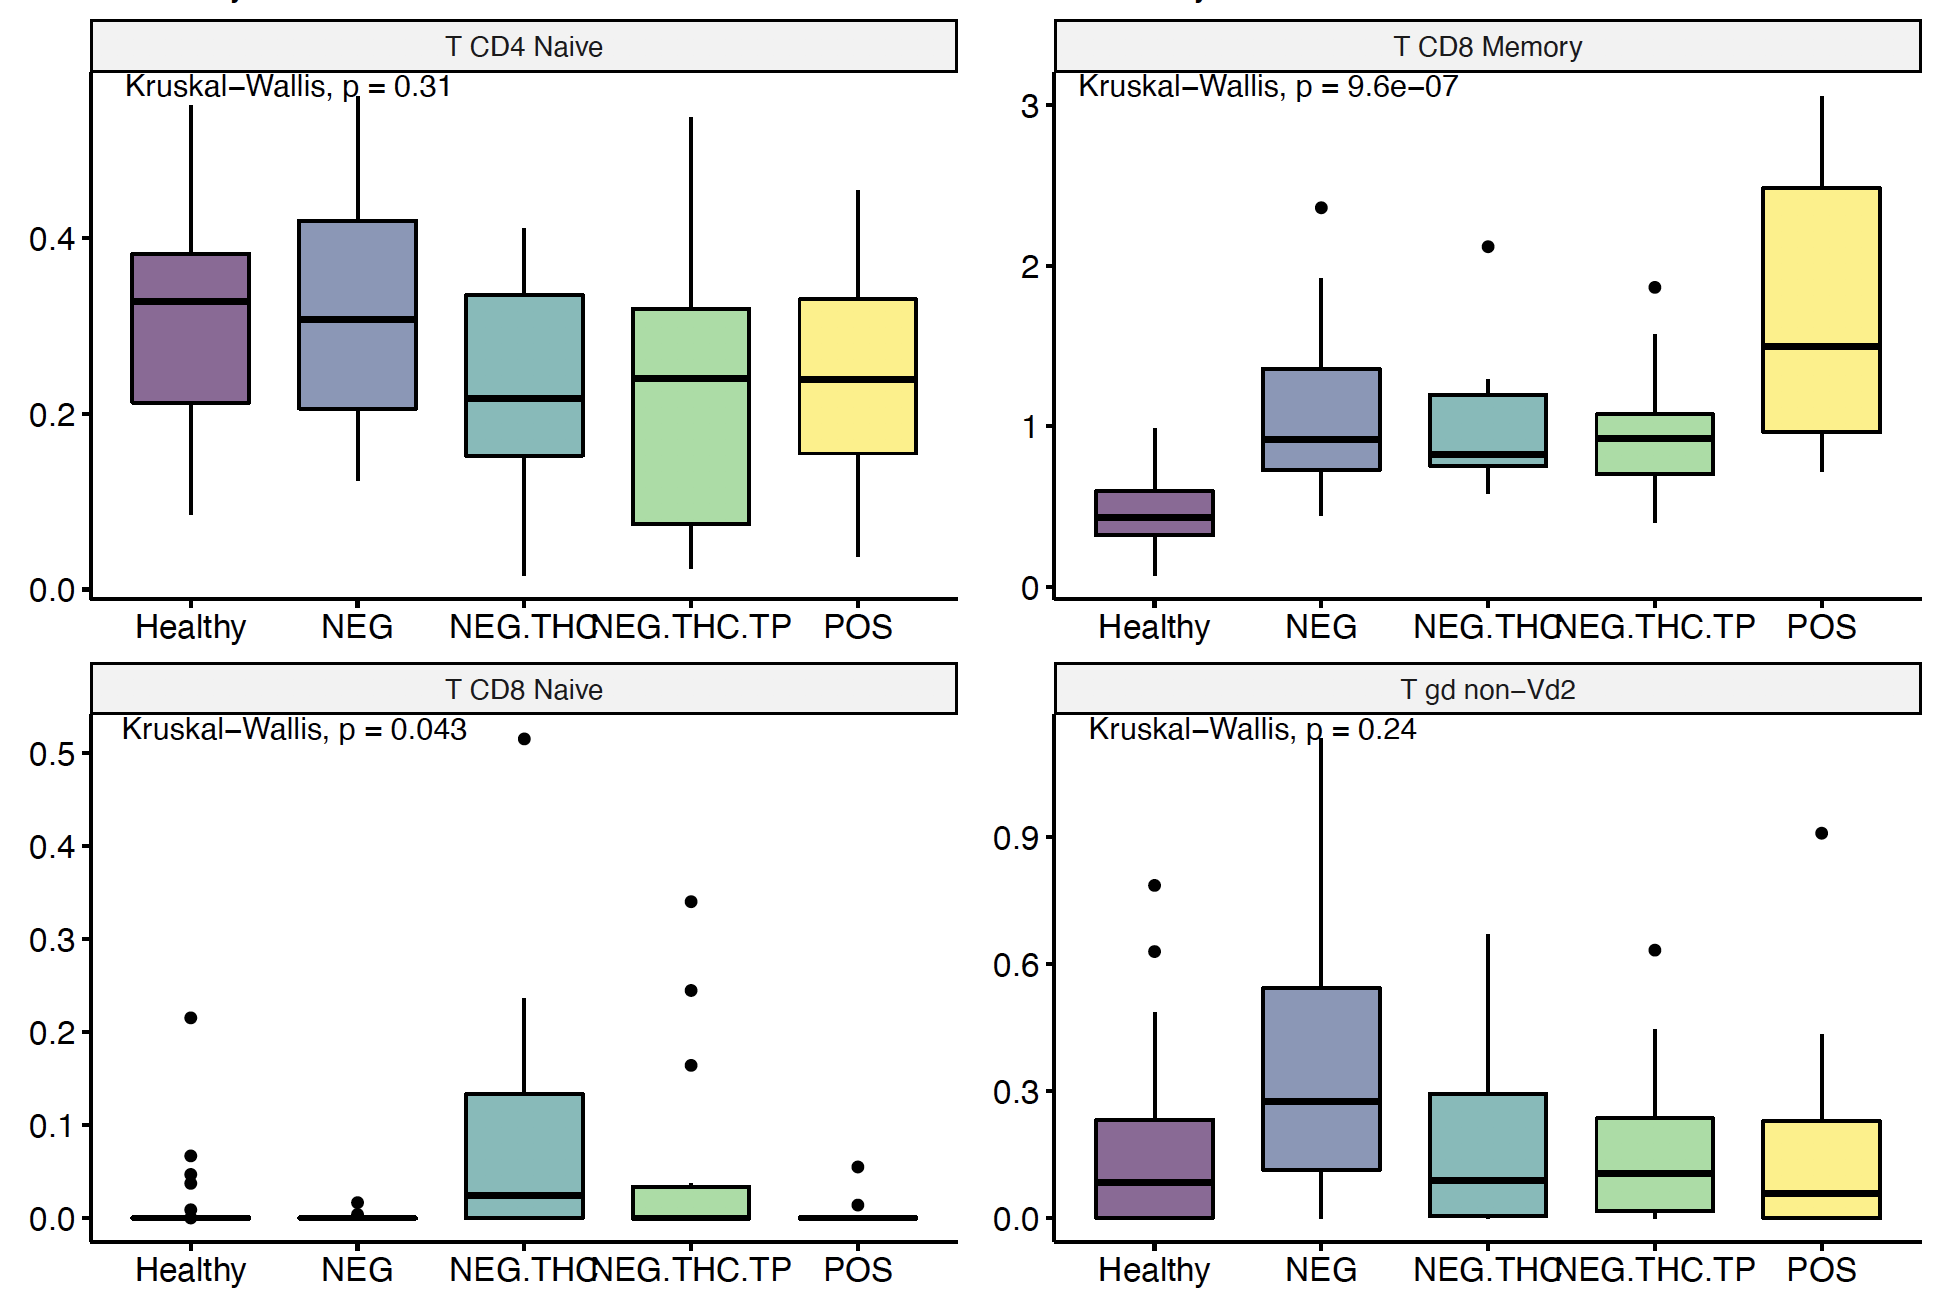 T CD4 Naive
Kruskal–Wallis, p = 0.31
0.4
0.2
0.0
Healthy NEG NEG.THC NEG.THC.TP POS
T CD8 Memory
Kruskal–Wallis, p = 9.6e–07
3
2
1
0
Healthy NEG NEG.THC NEG.THC.TP POS
T CD8 Naive
Kruskal–Wallis, p = 0.043
0.5
0.4
0.3
0.2
0.1
0.0
Healthy NEG NEG.THC NEG.THC.TP POS
T gd non–Vd2
Kruskal–Wallis, p = 0.24
0.9
0.6
0.3
0.0
Healthy NEG NEG.THC NEG.THC.TP POS